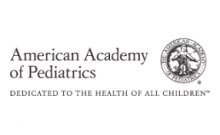 American Academy
of Pediatrics
DEDICATED TO THE HEALTH OF ALL CHILDREN™